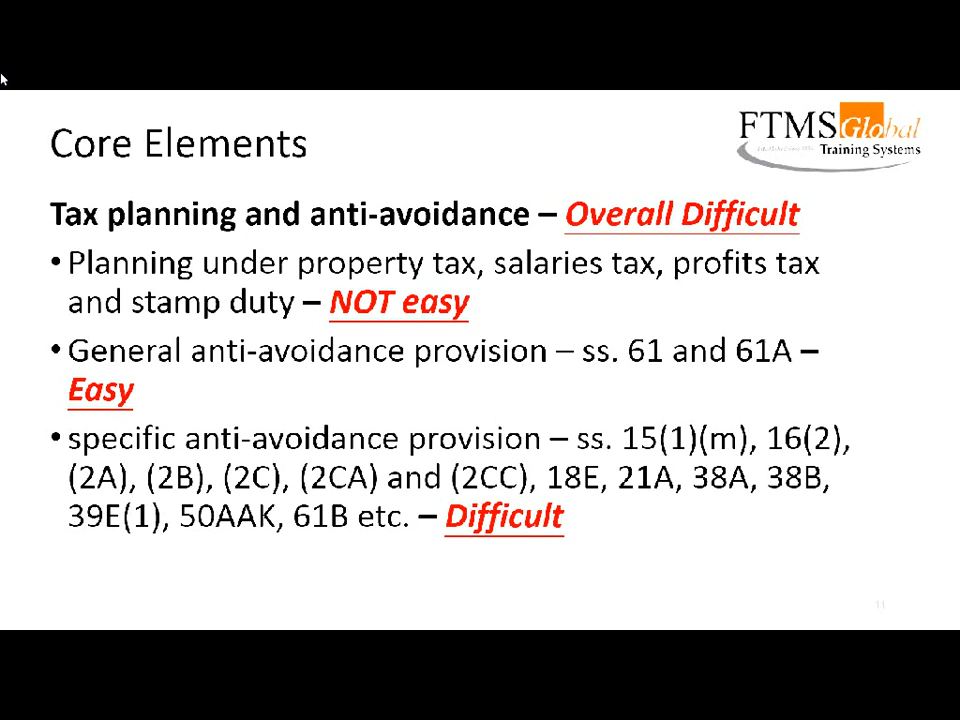 Core Elements
FTMSGlobal
Training Systems
Tax planning and anti-avoidance – Overall Difficult
• Planning under property tax, salaries tax, profits tax
and stamp duty – NOT easy
• General anti-avoidance provision – ss. 61 and 61A –
Easy
• specific anti-avoidance provision – ss. 15(1)(m), 16(2),
(2A), (2B), (2C), (2CA) and (2CC), 18E, 21A, 38A, 38B,
39E(1), 50AAK, 61B etc. – Difficult
11